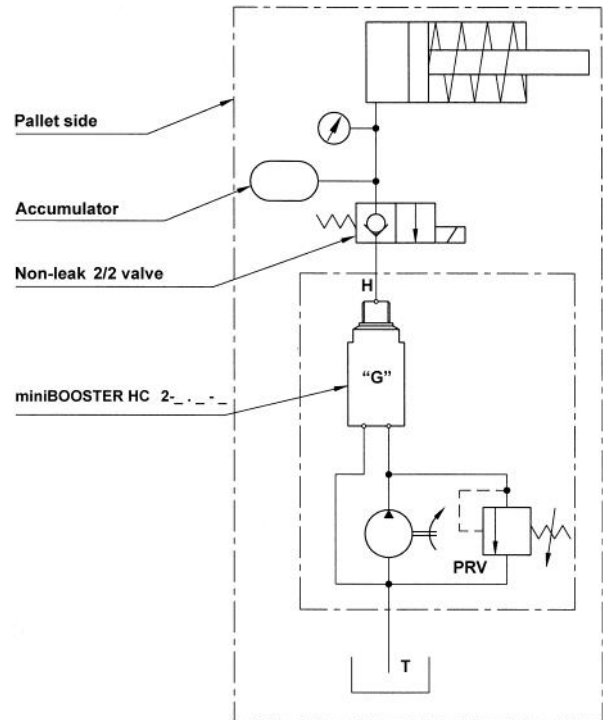 Pallet side
Accumulator
Non-leak 2/2 valve
H
"G"
miniBOOSTER HC 2-_ . _ - _
PRV
T